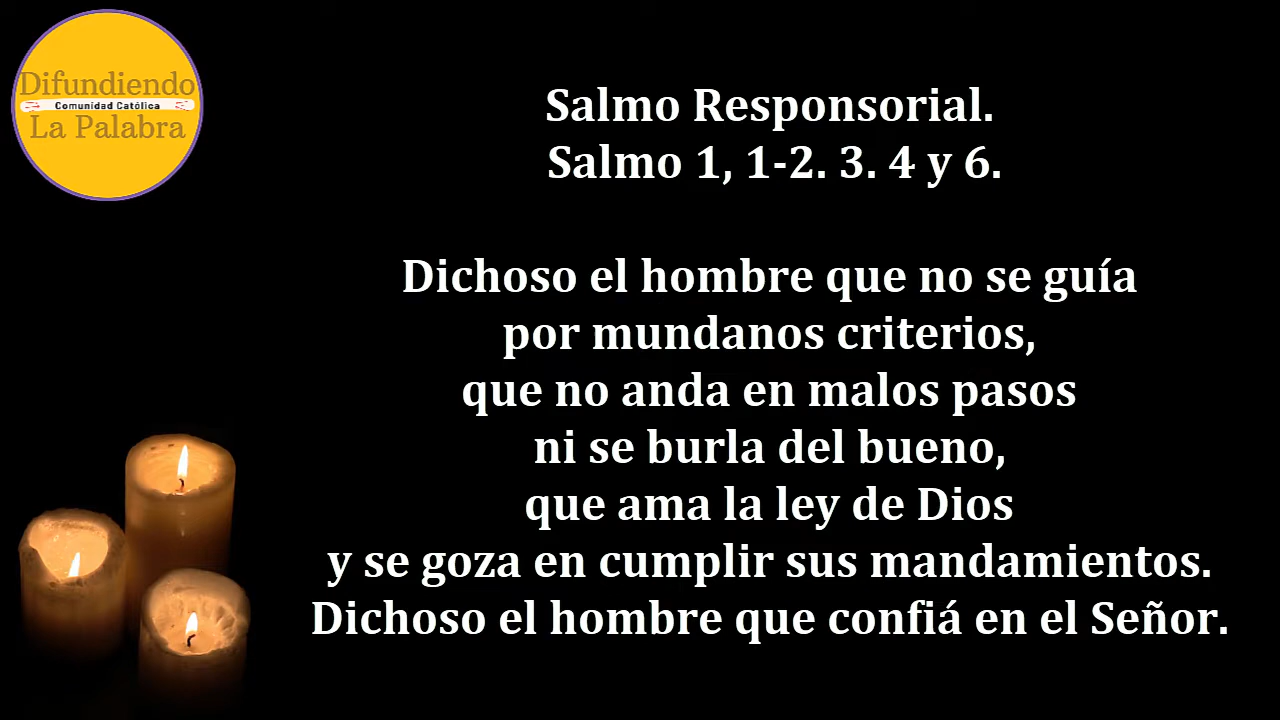 Difundiendo
Comunidad Católica
La Palabra
Salmo Responsorial.
Salmo 1, 1-2. 3. 4 y 6.
Dichoso el hombre que no se guía
por mundanos criterios,
que no anda en malos pasos
ni se burla del bueno,
que ama la ley de Dios
y se goza en cumplir sus mandamientos.
Dichoso el hombre que confiá en el Señor.